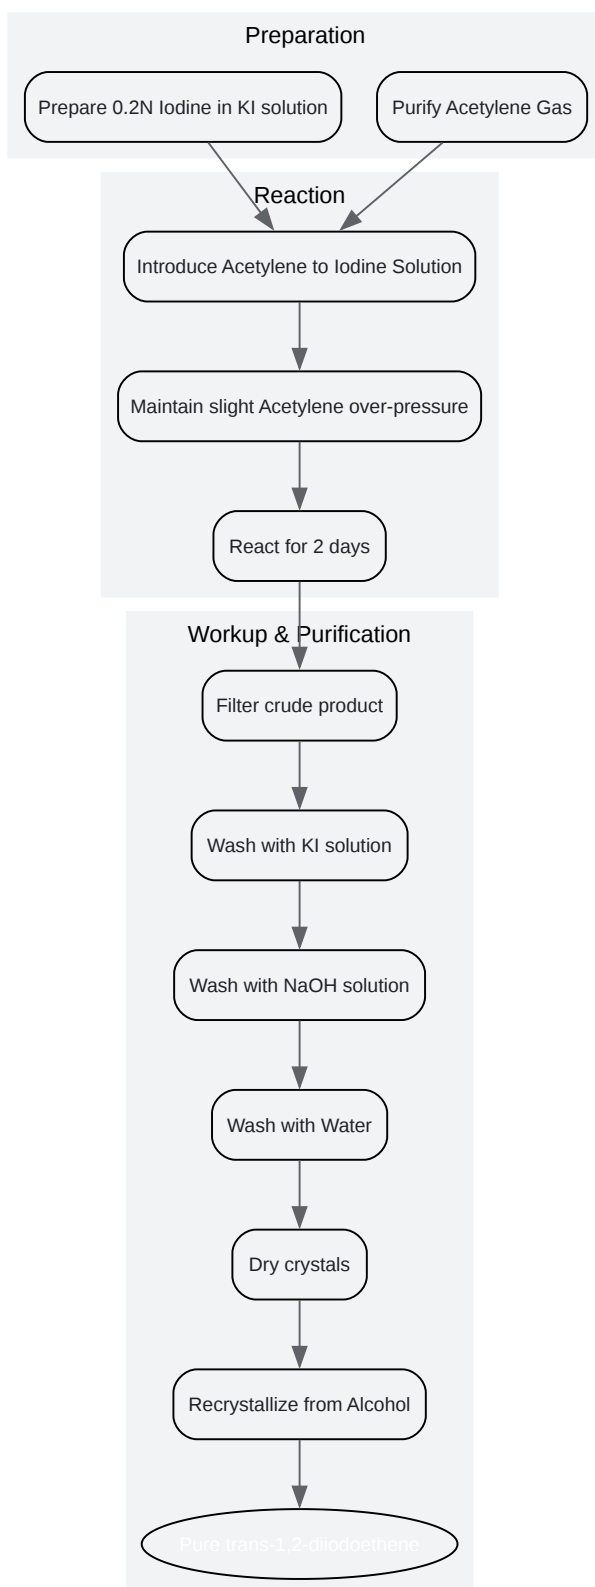 Preparation
Prepare 0.2N Iodine in KI solution
Purify Acetylene Gas
Reaction
Introduce Acetylene to Iodine Solution
Maintain slight Acetylene over-pressure
React for 2 days
Workup & Purification
Filter crude product
Wash with KI solution
Wash with NaOH solution
Wash with Water
Dry crystals
Recrystallize from Alcohol
Pure trans-1,2-diiodoethene